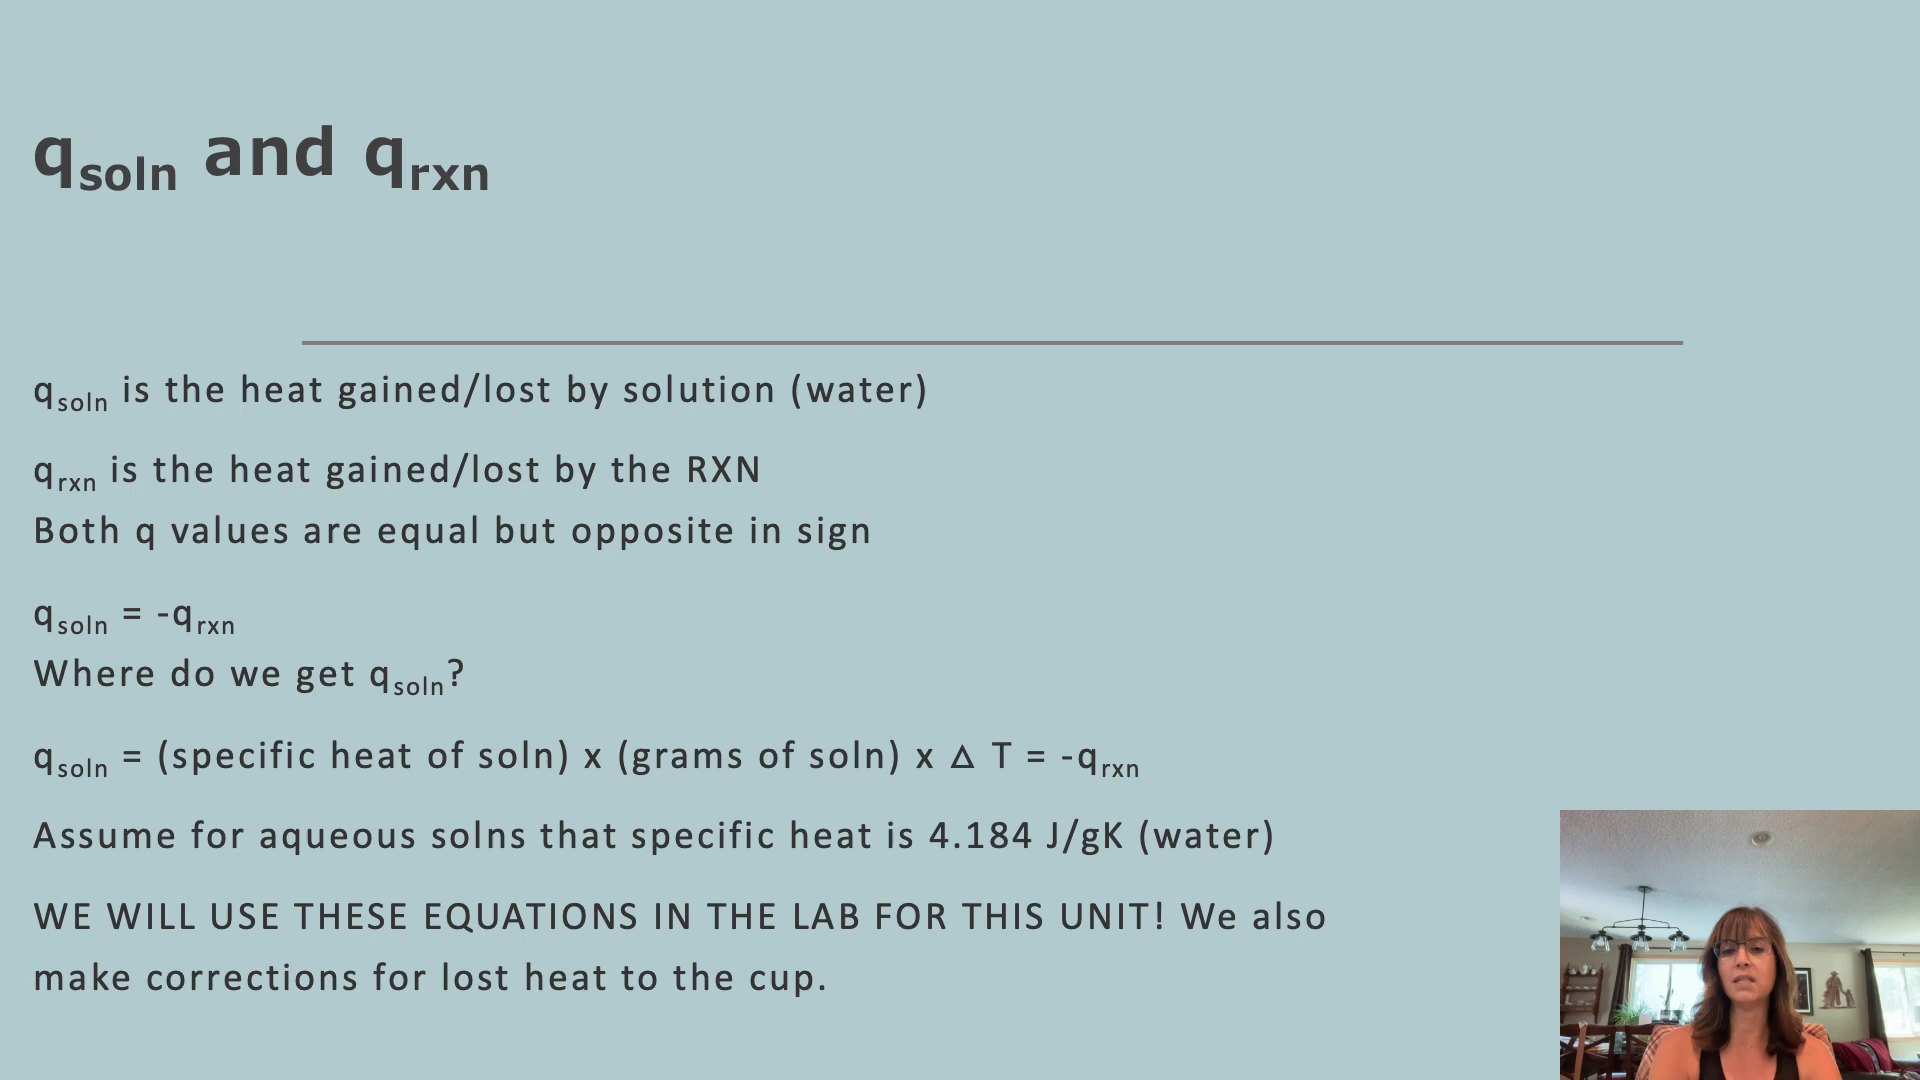 qsoln and qrxn
qsoln is the heat gained/lost by solution (water)
qrxn is the heat gained/lost by the RXN
Both q values are equal but opposite in sign
qsoln = -qrxn
Where do we get qsoln?
qsoln = (specific heat of soln) x (grams of soln) x Δ T = -qrxn
Assume for aqueous solns that specific heat is 4.184 J/gK (water)
WE WILL USE THESE EQUATIONS IN THE LAB FOR THIS UNIT! We also
make corrections for lost heat to the cup.